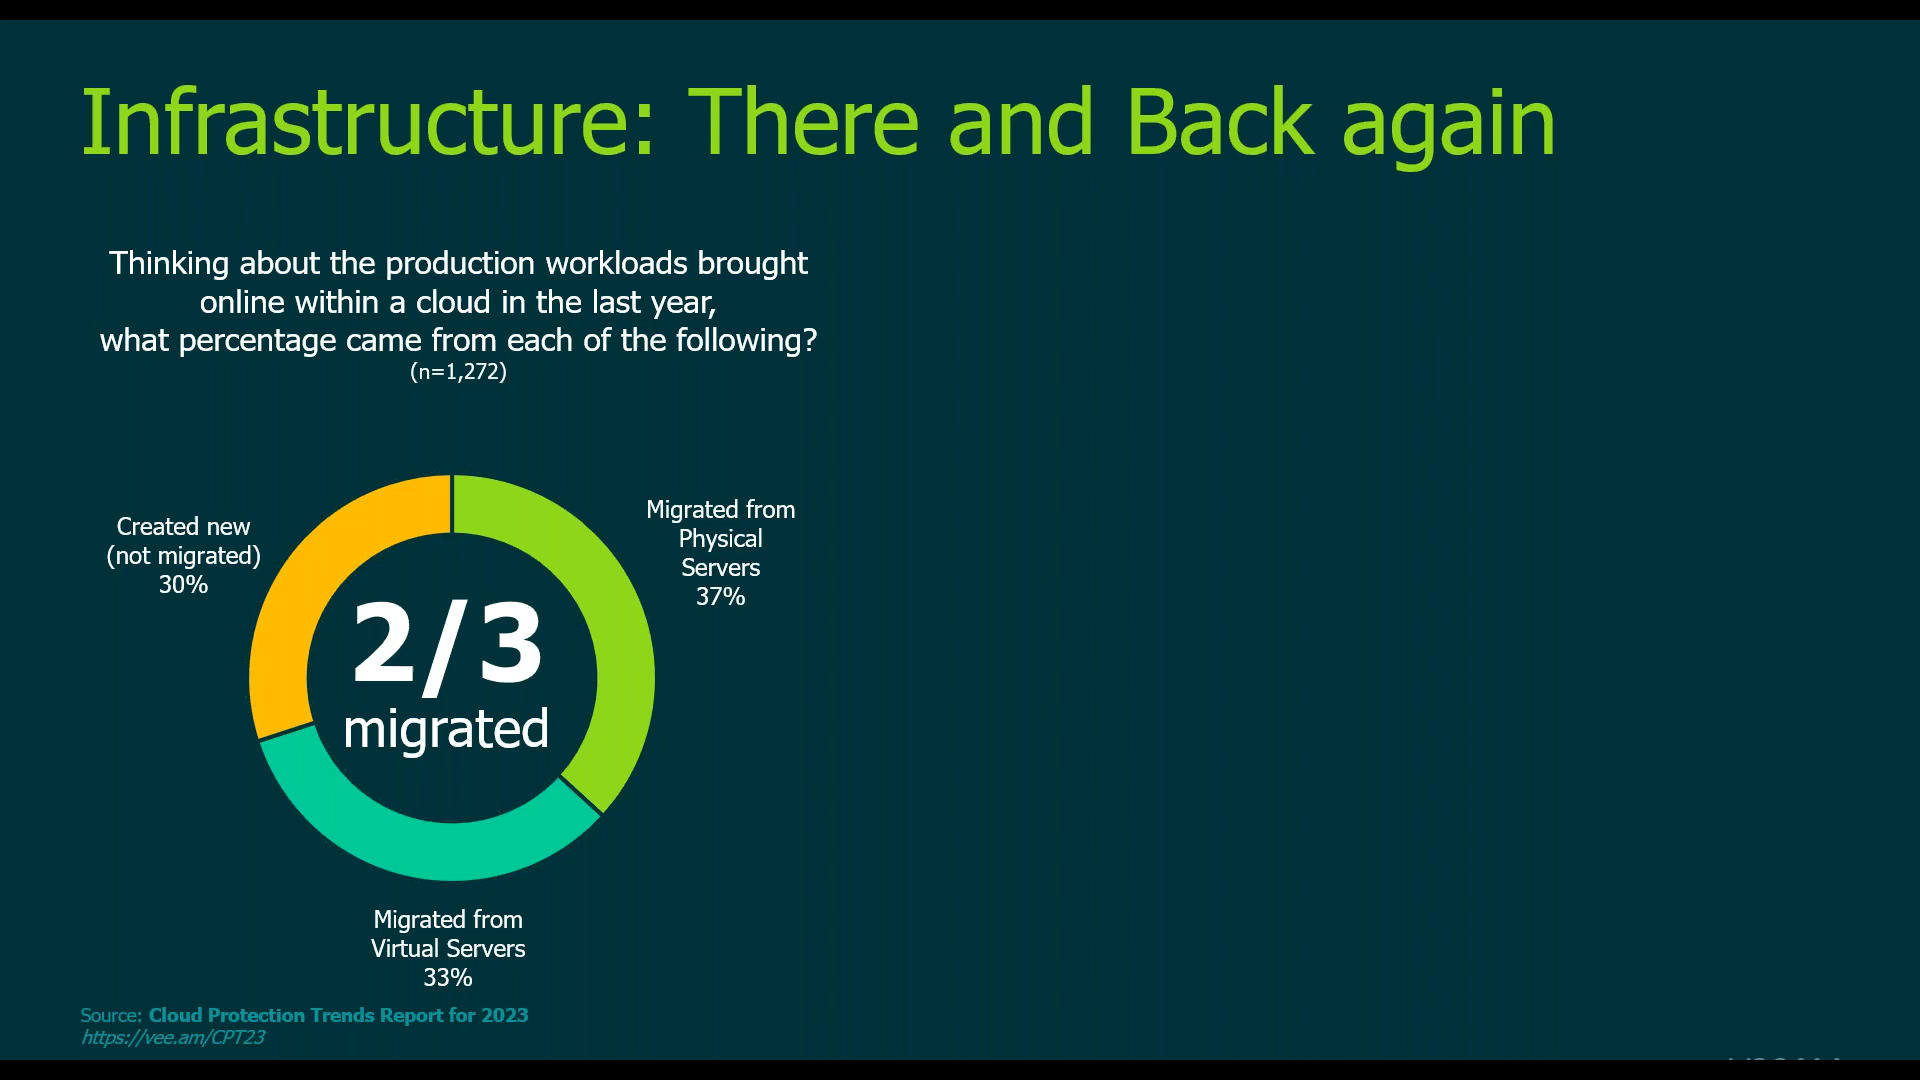 Infrastructure: There and Back again
Thinking about the production workloads brought
online within a cloud in the last year,
what percentage came from each of the following?
(n=1,272)
Created new
(not migrated)
30%
Migrated from
Physical
Servers
37%
2/3
migrated
Migrated from
Virtual Servers
33%
Source: Cloud Protection Trends Report for 2023
https://vee.am/CPT23